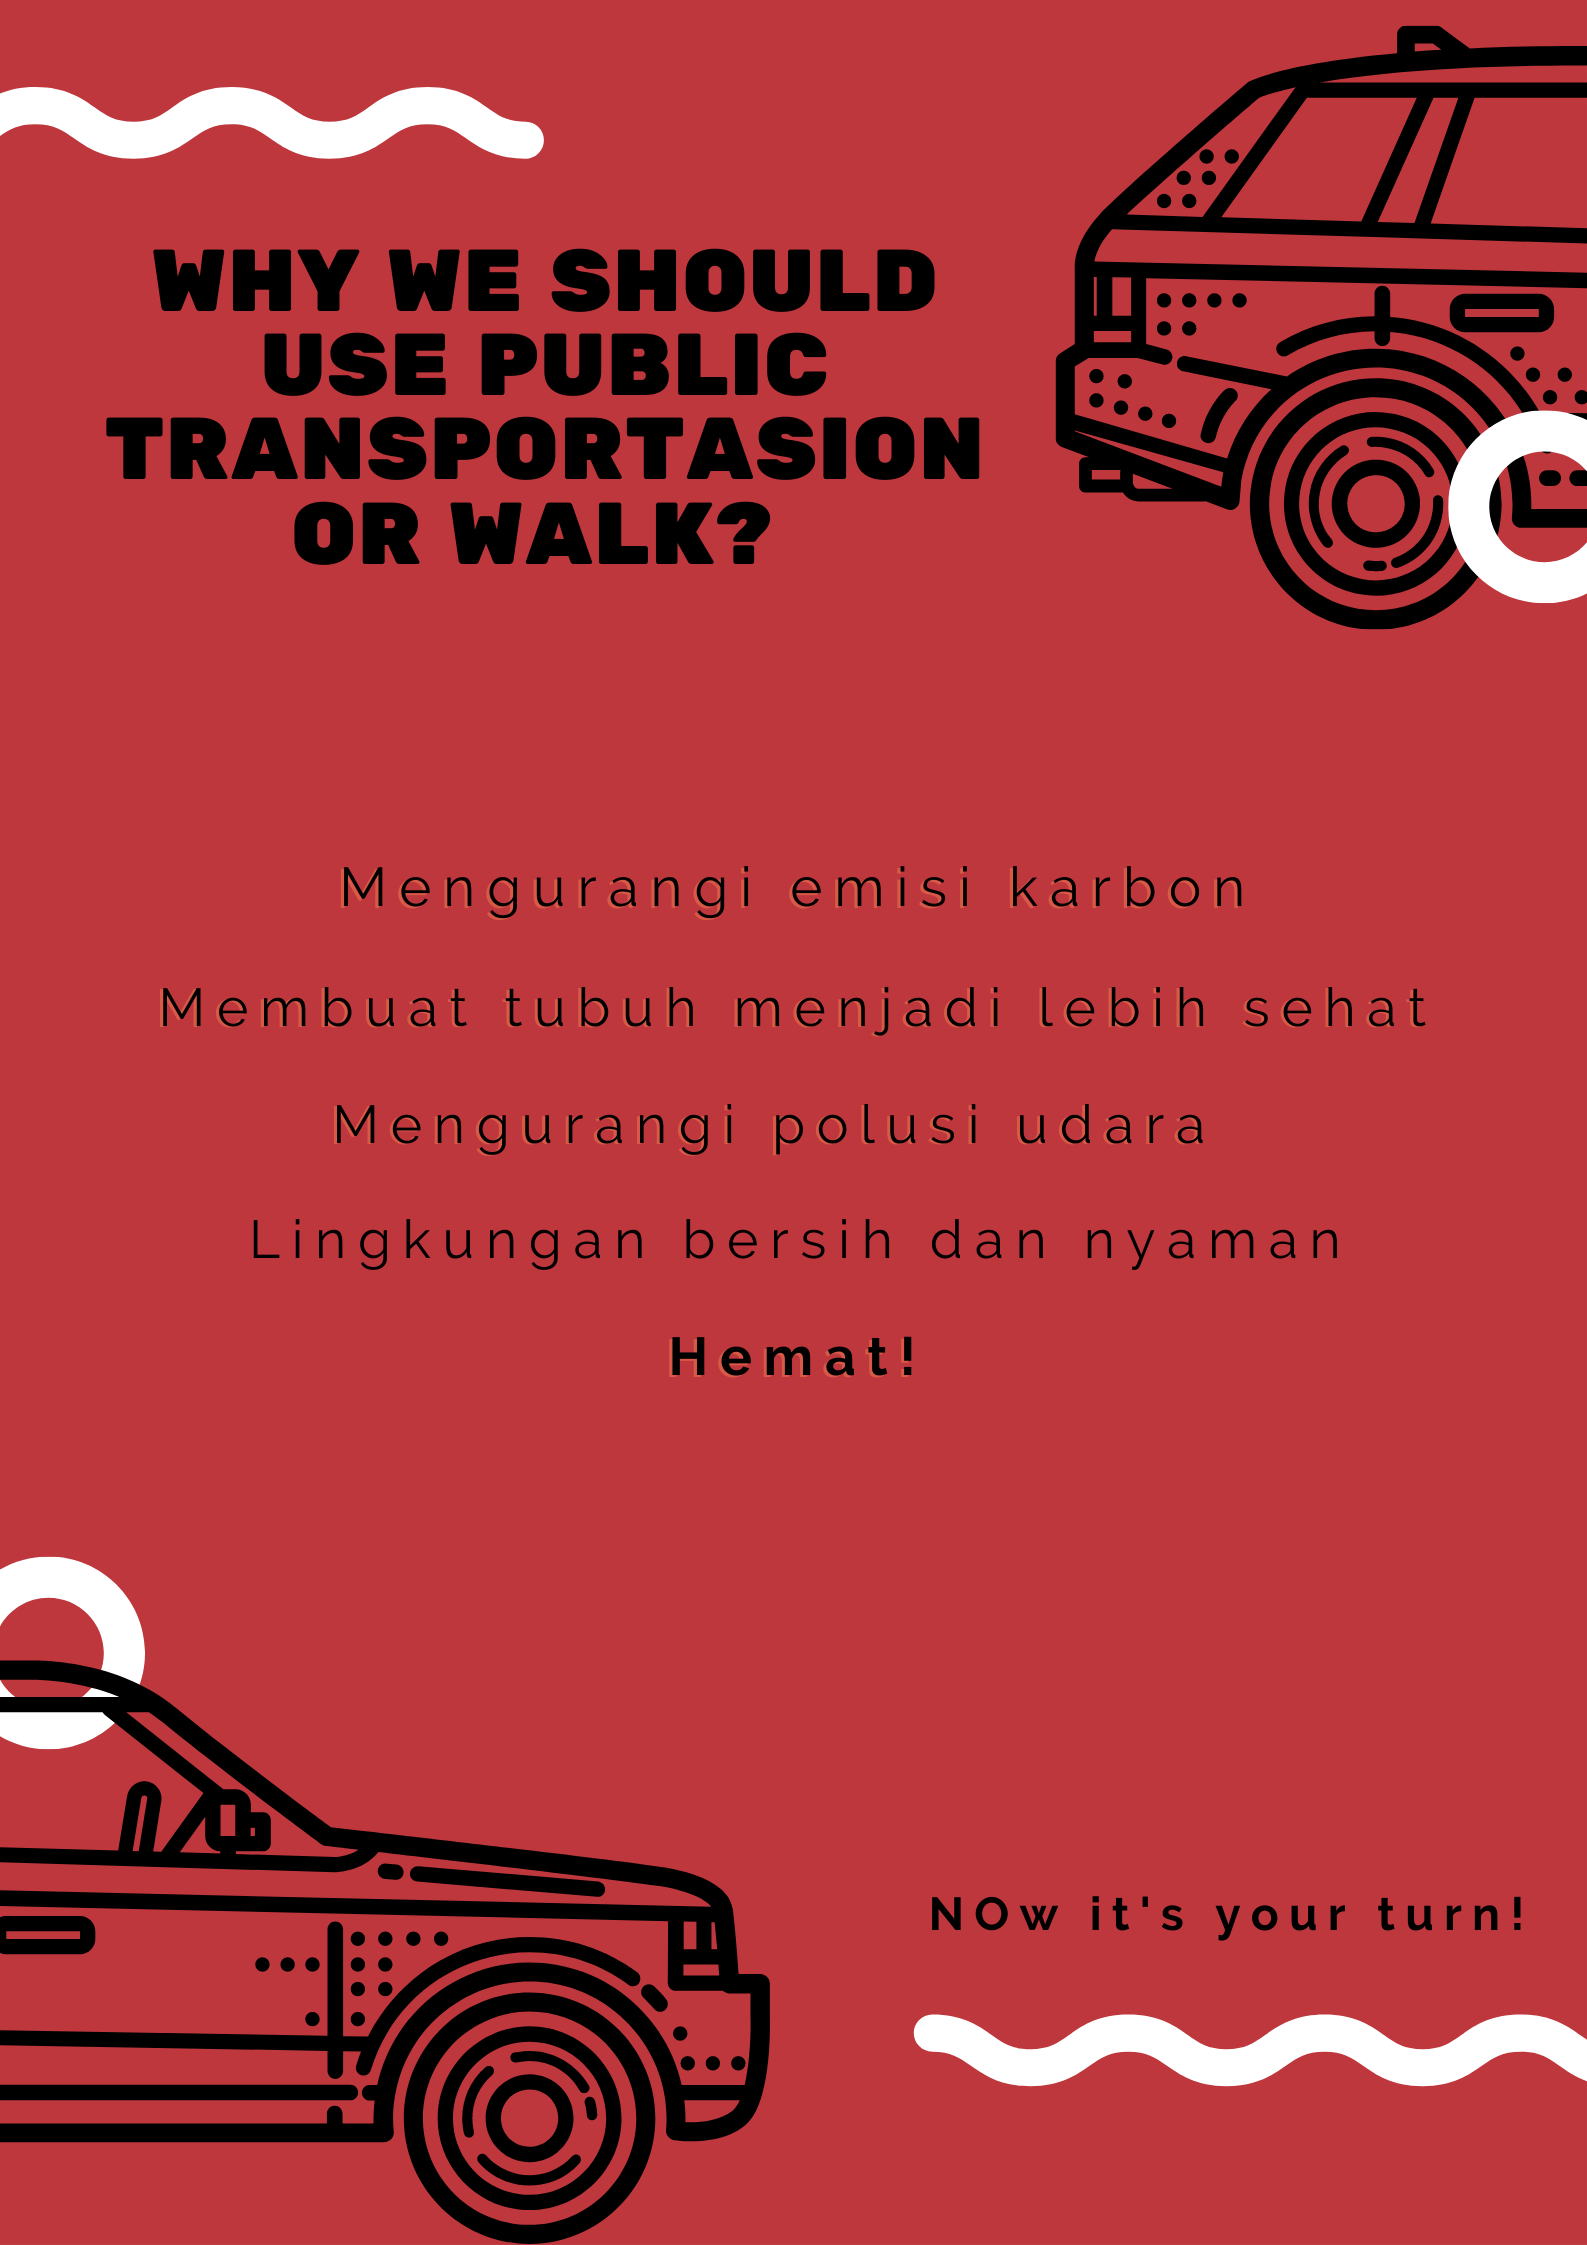 WHY WE SHOULD
USE PUBLIC
TRANSPORTASION
OR WALK?
Mengurangi emisi karbon
Membuat tubuh menjadi lebih sehat
Mengurangi polusi udara
Lingkungan bersih dan nyaman
Hemat!
NOw it's your turn!